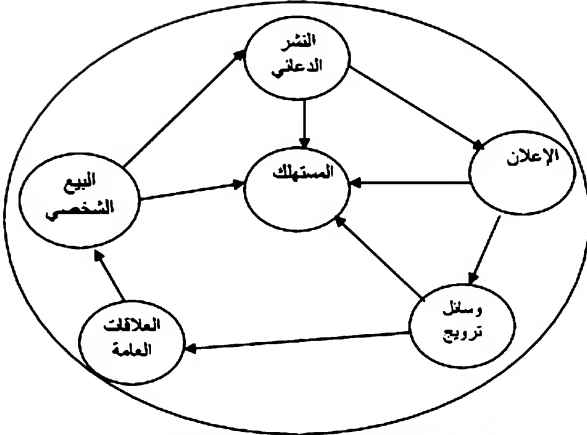 النشر
الدعائي
الإعلان
المستهلك
البيع
الشخصي
وسائل
ترويج
العلاقات
العامة